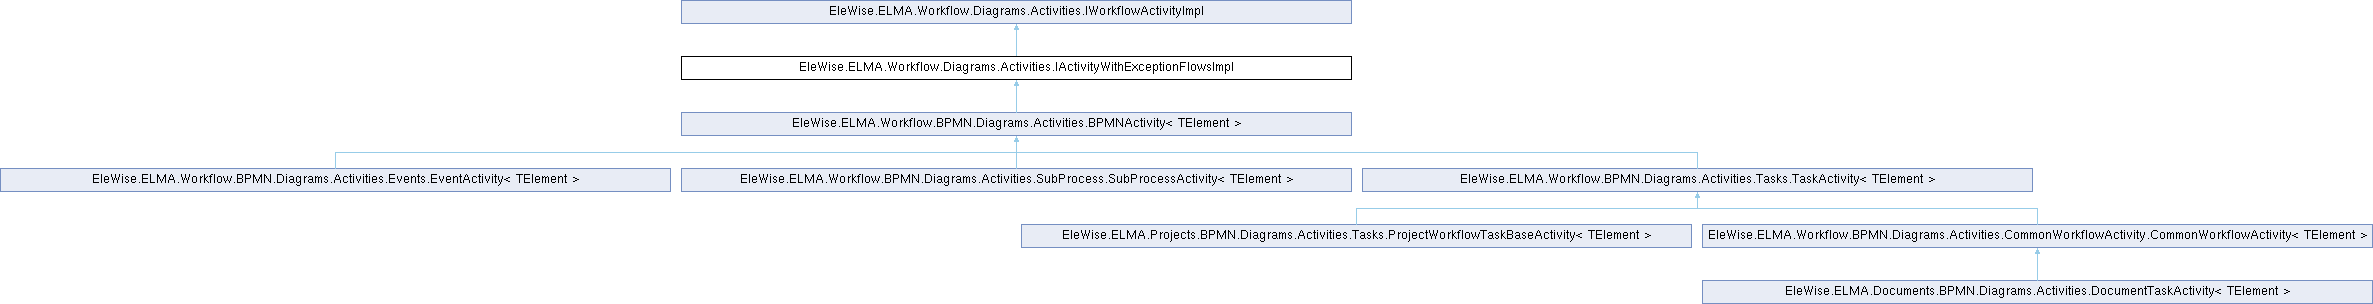 EleWise.ELMA.Workflow.Diagrams.Activities.IWorkflowActivityImpl
EleWise.ELMA.Workflow.Diagrams.Activities.IActivityWithExceptionFlowsImpl
EleWise.ELMA.Workflow.BPMN.Diagrams.Activities.BPMNActivity< TElement >
EleWise.ELMA.Workflow.BPMN.Diagrams.Activities.Events.EventActivity< TElement >
EleWise.ELMA.Workflow.BPMN.Diagrams.Activities.SubProcess.SubProcessActivity< TElement >
EleWise.ELMA.Workflow.BPMN.Diagrams.Activities.Tasks.TaskActivity< TElement >
EleWise.ELMA.Projects.BPMN.Diagrams.Activities.Tasks.ProjectWorkflowTaskBaseActivity< TElement >
EleWise.ELMA.Workflow.BPMN.Diagrams.Activities.CommonWorkflowActivity.CommonWorkflowActivity< TElement >
EleWise.ELMA.Documents.BPMN.Diagrams.Activities.DocumentTaskActivity< TElement >